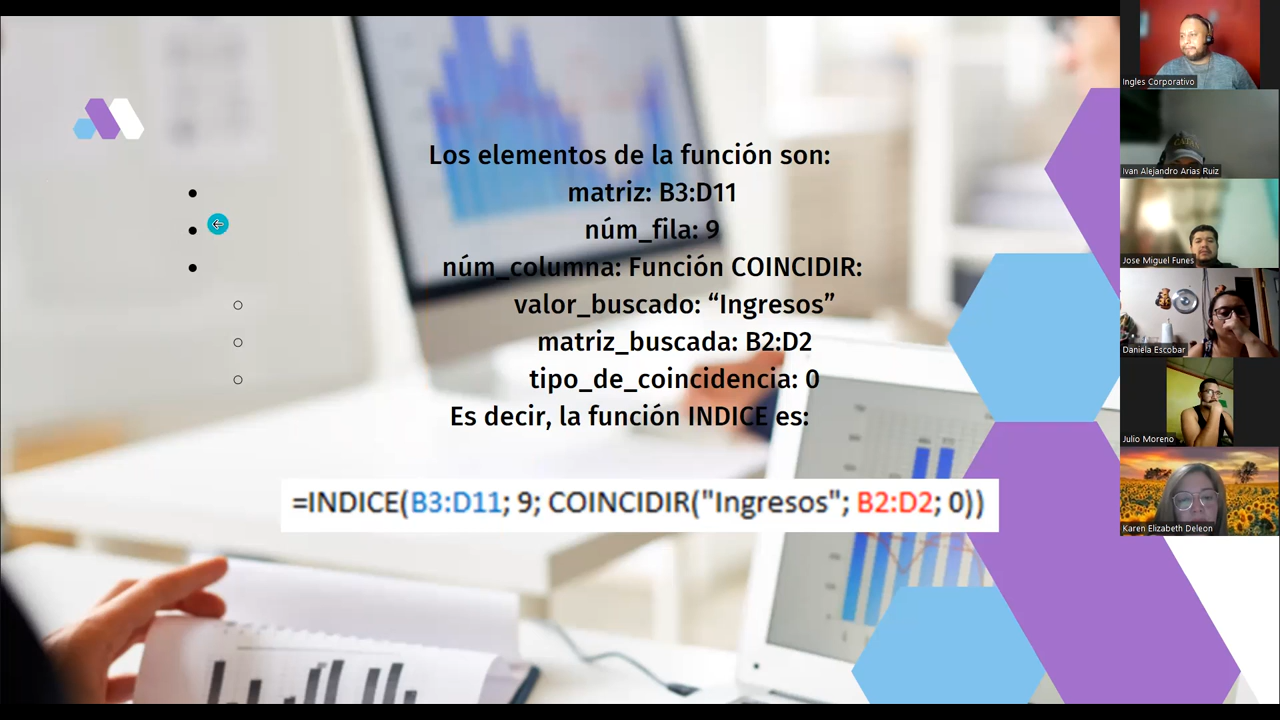 Los elementos de la función son:
matriz: B3:D11
núm_fila: 9
núm_columna: Función COINCIDIR:
valor_buscado: “Ingresos”
matriz_buscada: B2:D2
tipo_de_coincidencia: 0
Es decir, la función INDICE es:
=INDICE(B3:D11; 9; COINCIDIR("Ingresos"; B2:D2; 0))
Ingles Corporativo
Ivan Alejandro Arias Ruiz
Jose Miguel Funes
Daniela Escobar
Julio Moreno
Karen Elizabeth Deleon